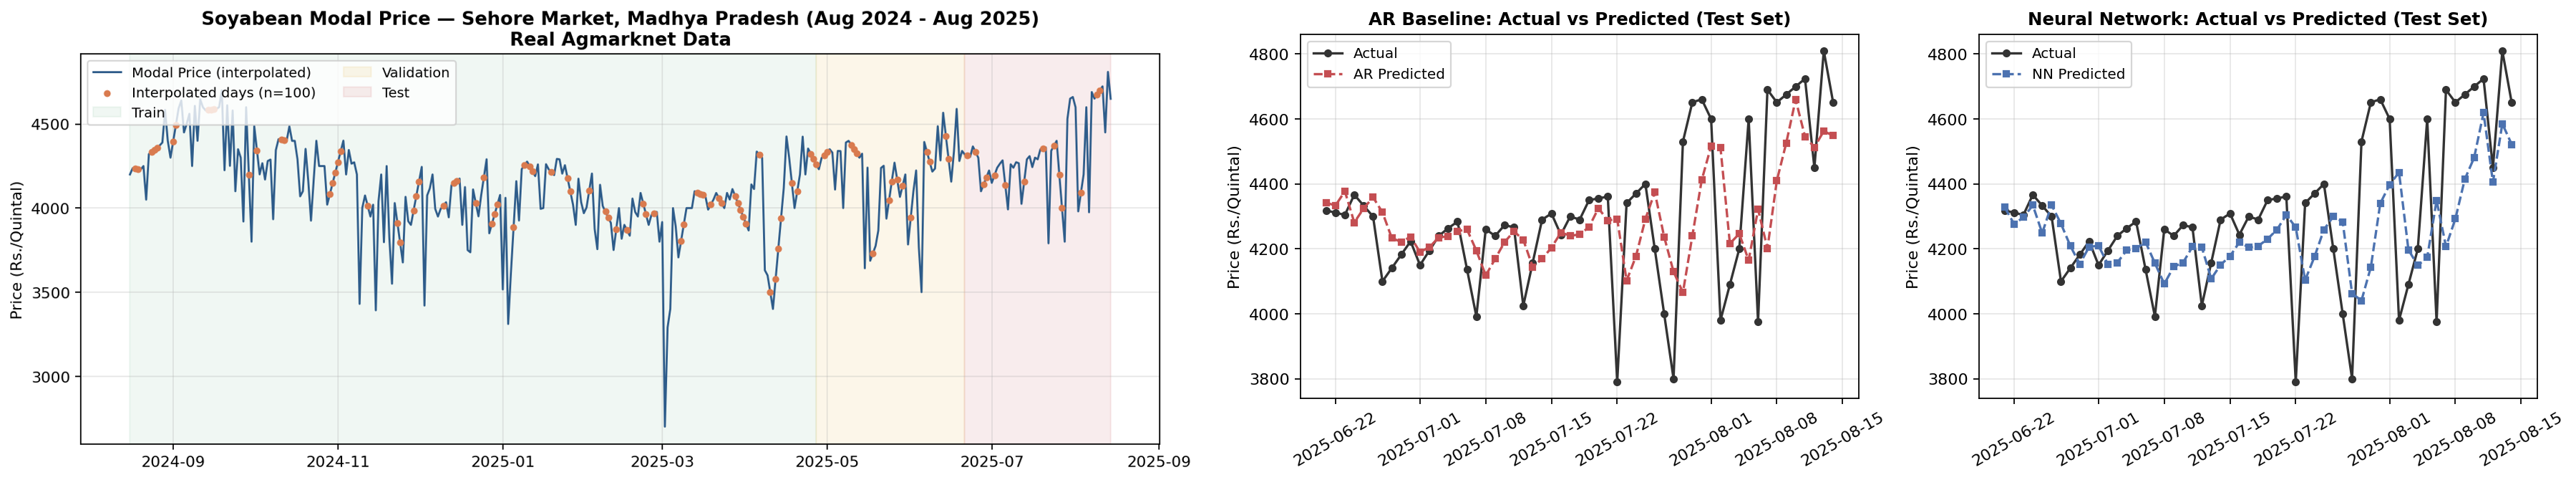 Soyabean Modal Price — Sehore Market, Madhya Pradesh (Aug 2024 - Aug 2025)
Real Agmarknet Data
Modal Price (interpolated)
Interpolated days (n=100)
Train
Validation
Test
Price (Rs./Quintal)
4500
4000
3500
3000
2024-09
2024-11
2025-01
2025-03
2025-05
2025-07
2025-09
AR Baseline: Actual vs Predicted (Test Set)
Actual
AR Predicted
Price (Rs./Quintal)
4800
4600
4400
4200
4000
3800
2025-06-22
2025-07-01
2025-07-08
2025-07-15
2025-07-22
2025-08-01
2025-08-08
2025-08-15
Neural Network: Actual vs Predicted (Test Set)
Actual
NN Predicted
Price (Rs./Quintal)
4800
4600
4400
4200
4000
3800
2025-06-22
2025-07-01
2025-07-08
2025-07-15
2025-07-22
2025-08-01
2025-08-08
2025-08-15